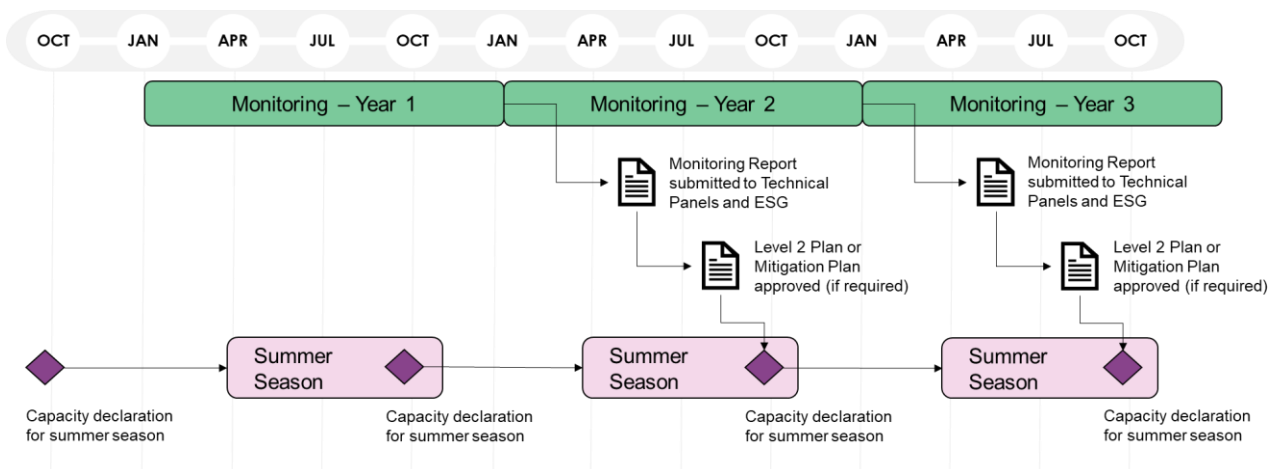 OCT JAN APR JUL OCT JAN APR JUL OCT JAN APR JUL OCT
Monitoring – Year 1
Monitoring – Year 2
Monitoring – Year 3
Monitoring Report
submitted to Technical
Panels and ESG
Monitoring Report
submitted to Technical
Panels and ESG
Level 2 Plan or
Mitigation Plan
approved (if required)
Level 2 Plan or
Mitigation Plan
approved (if required)
Summer
Season
Summer
Season
Summer
Season
Capacity declaration
for summer season
Capacity declaration
for summer season
Capacity declaration
for summer season
Capacity declaration
for summer season